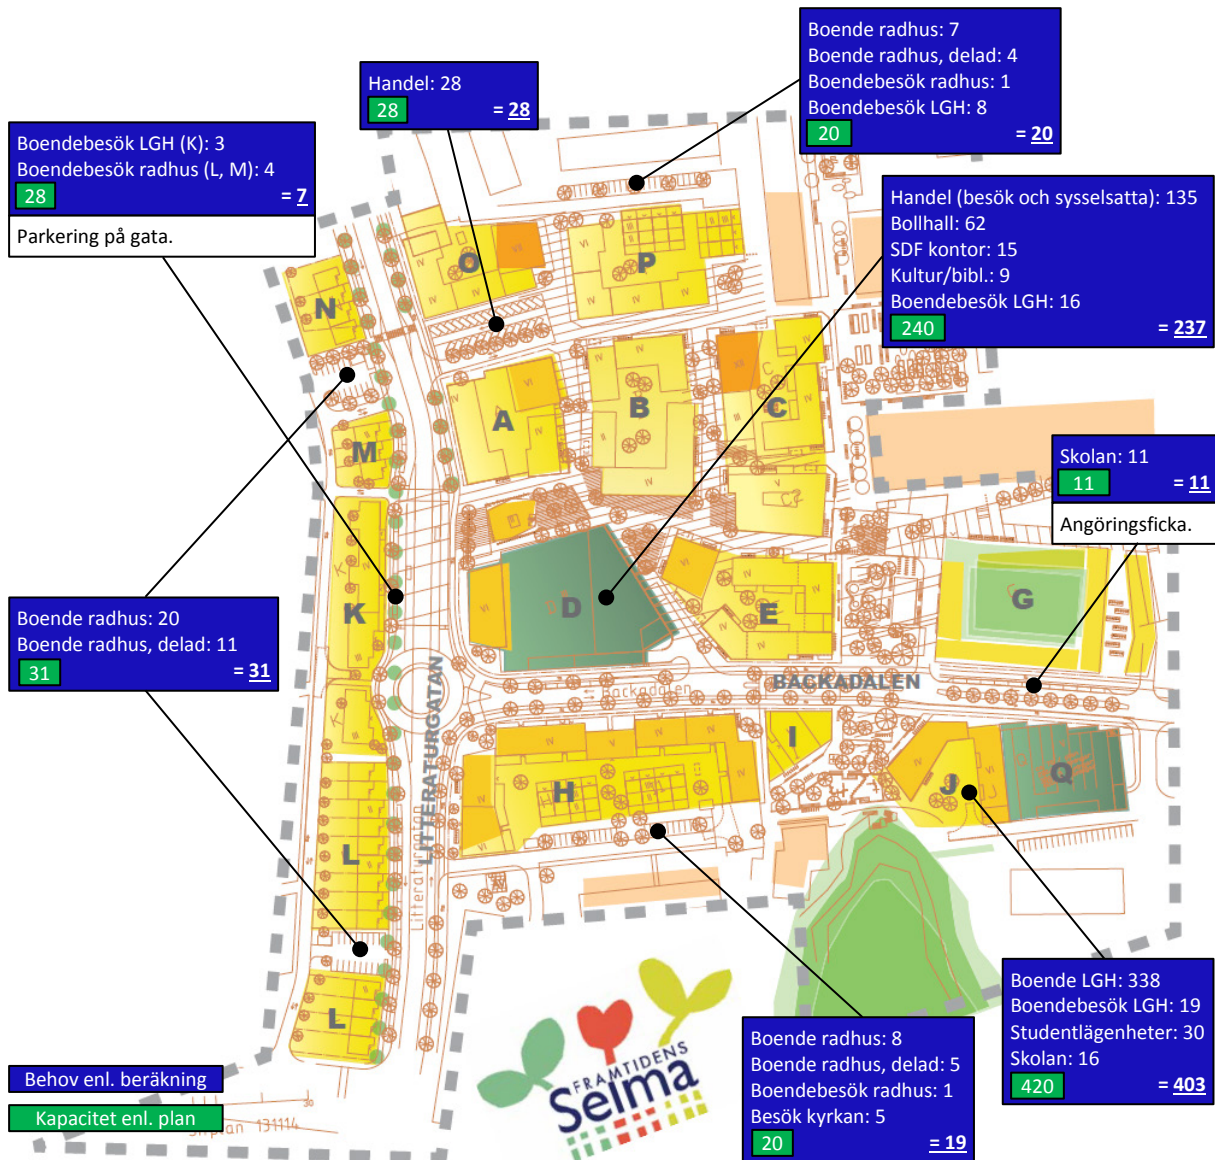 Boende radhus: 7
Boende radhus, delad: 4
Boendebesök radhus: 1
Boendebesök LGH: 8
20 = 20
Handel: 28
28 = 28
Boendebesök LGH (K): 3
Boendebesök radhus (L, M): 4
28 = 7
Parkering på gata.
Handel (besök och sysselsatta): 135
Bollhall: 62
SDF kontor: 15
Kultur/bibl.: 9
Boendebesök LGH: 16
240 = 237
O
P
N
A
B
C
M
Skolan: 11
11 = 11
Angöringsficka.
K
D
E
G
Boende radhus: 20
Boende radhus, delad: 11
31 = 31
Backadalen
BACKADALEN
LITTERATURGATAN
Litteraturgatan
H
I
J
Q
L
L
Boende LGH: 338
Boendebesök LGH: 19
Studentlägenheter: 30
Skolan: 16
420 = 403
Boende radhus: 8
Boende radhus, delad: 5
Boendebesök radhus: 1
Besök kyrkan: 5
20 = 19
FRAMTIDENS
Selma
Behov enl. beräkning
Kapacitet enl. plan
131114